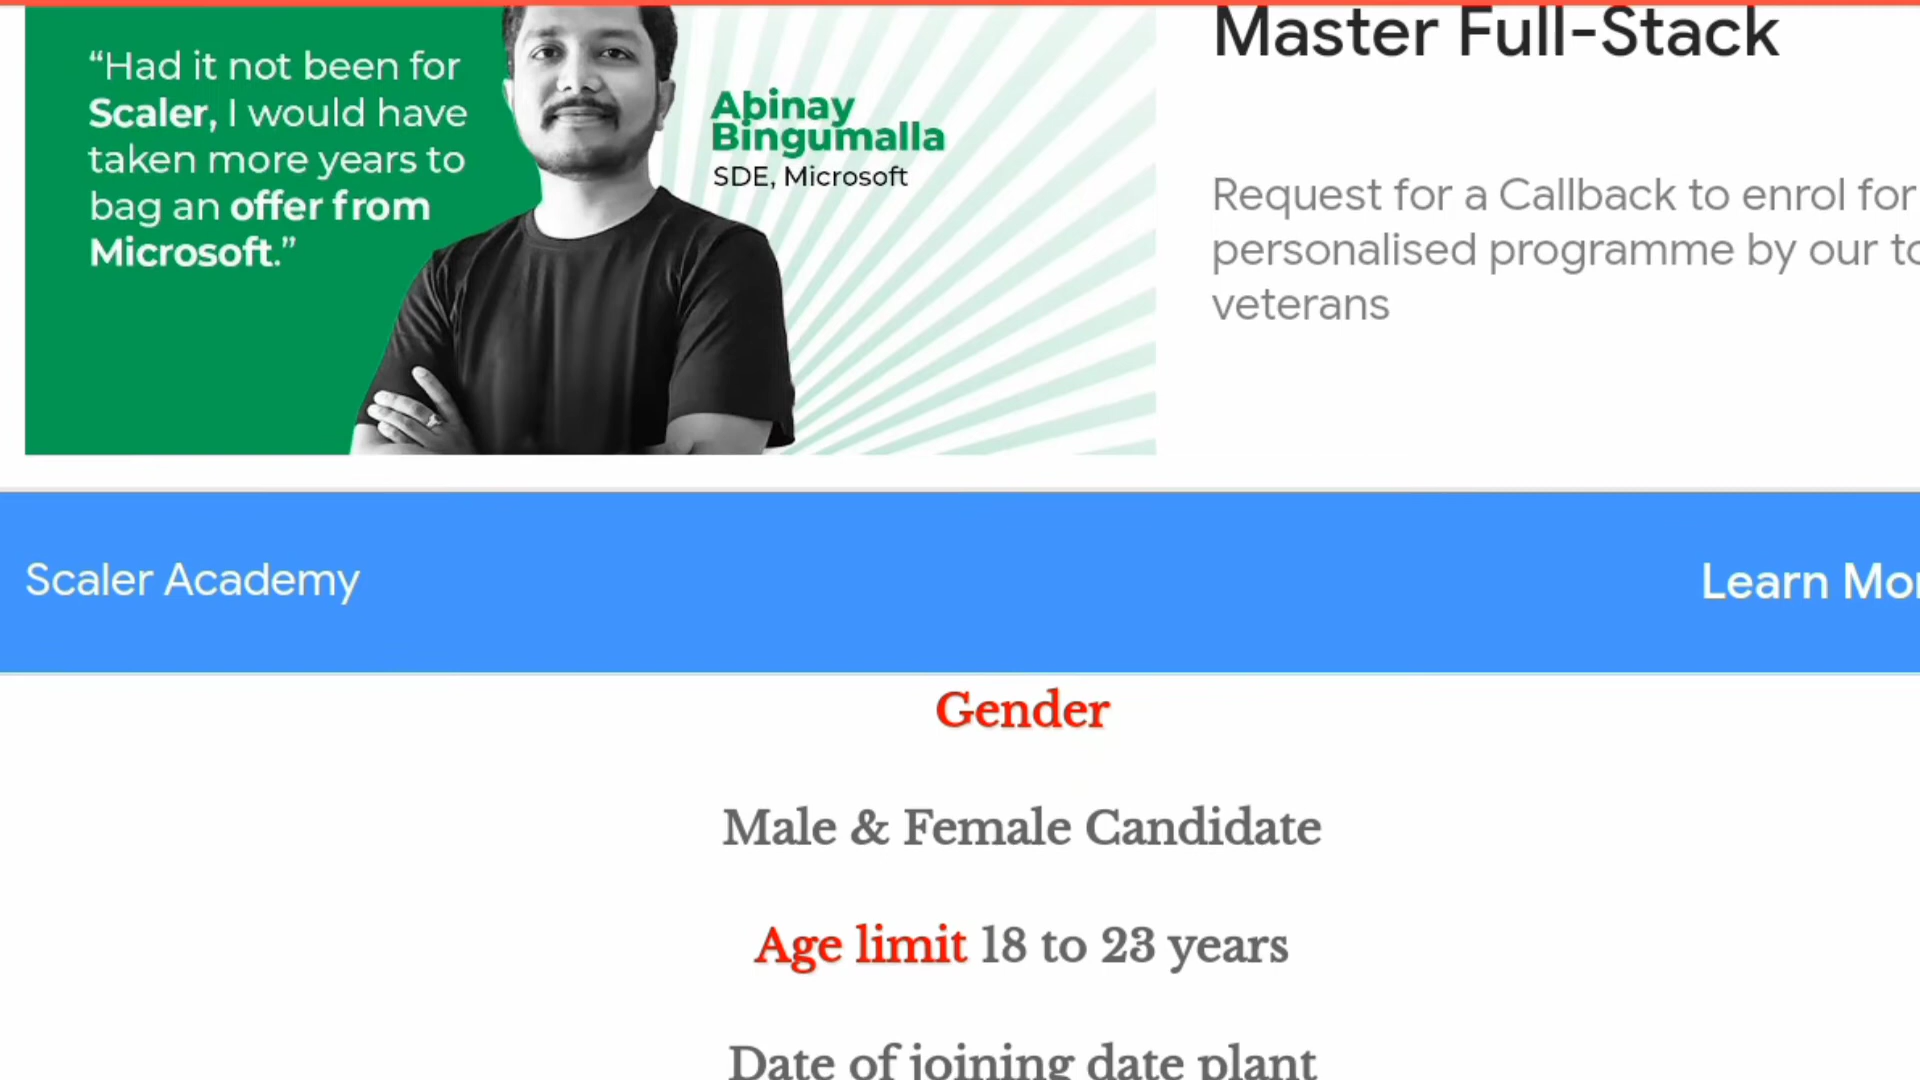 “Had it not been for
Scaler, I would have
taken more years to
bag an offer from
Microsoft.”
Abinay
Bingumalla
SDE, Microsoft
Master Full-Stack
Request for a Callback to enrol for
personalised programme by our
veterans
Scaler Academy
Learn
Gender
Male & Female Candidate
Age limit 18 to 23 years
Date of joining date plant